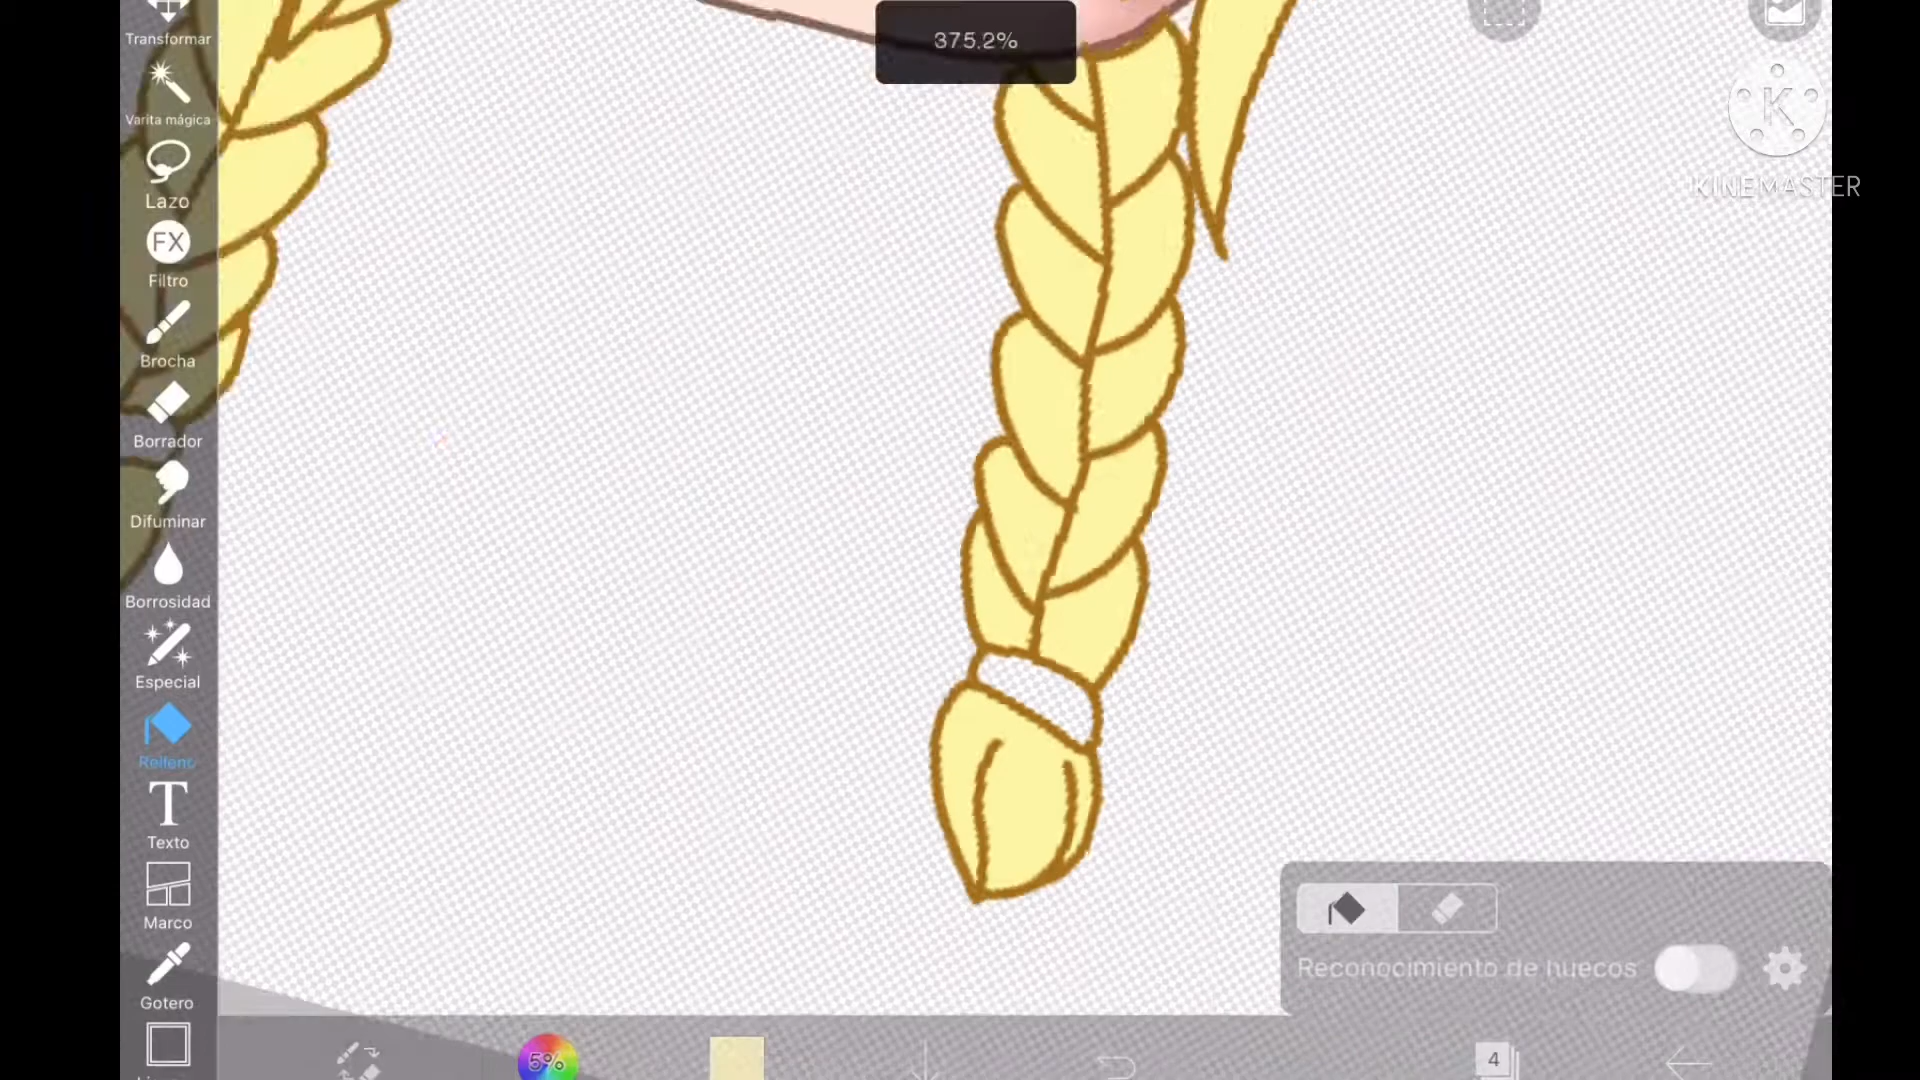 Transformar
375.2%
Varita mágica
KINEMASTER
Lazo
FX
Filtro
Brocha
Borrador
Difuminar
Borrosidad
Especial
Relleno
Texto
Marco
Reconocimiento de huecos
Gotero
5%
4